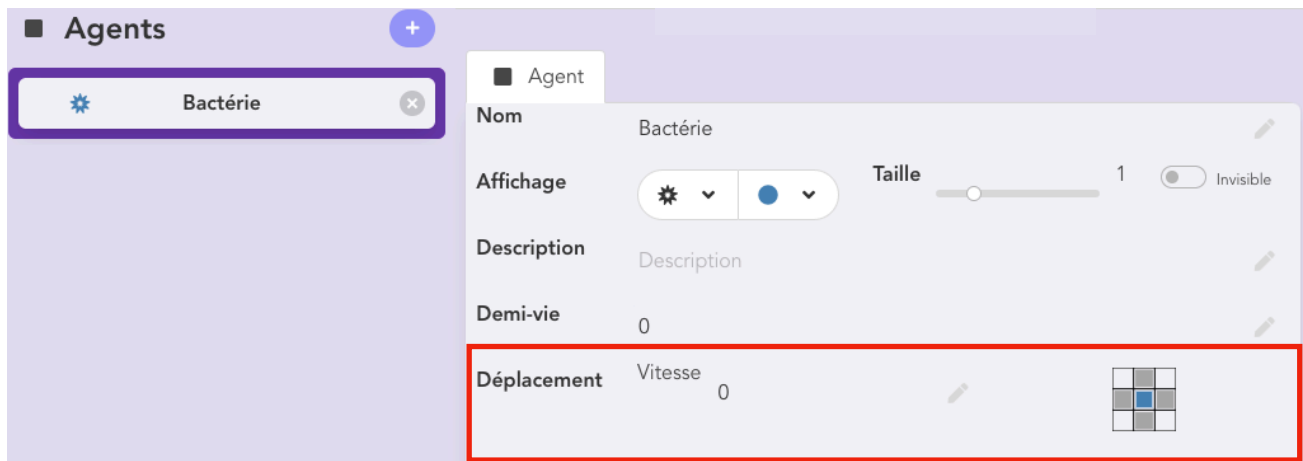 Agents
+
Bactérie
Agent
Nom
Bactérie
Affichage
Taille
1
Invisible
Description
Description
Demi-vie
0
Déplacement
Vitesse
0